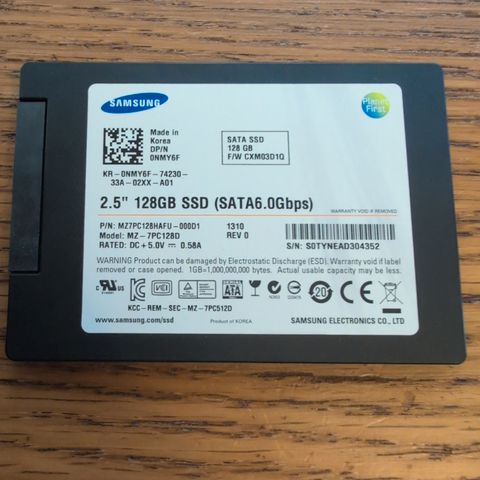 SAMSUNG
Planet
First
Made in
Korea
DP/N
0NMY6F
SATA SSD
128 GB
F/W CXM03D1Q
KR-0NMY6F-74230-
33A-02XX-A01
2.5" 128GB SSD (SATA6.0Gbps)
WARRANTY VOID IF REMOVED
P/N: MZ7PC128HAFU-000D1 1310
Model: MZ-7PC128D REV 0
RATED: DC+5.0V 0.58A
S/N: S0TYNEAD304352
WARNING Product can be damaged by Electrostatic Discharge (ESD). Warranty void if label
removed or case opened. 1GB=1,000,000,000 bytes. Actual usable capacity may be less.
KCC-REM-SEC-MZ-7PC512D
www.samsung.com/ssd
Product of KOREA
SAMSUNG ELECTRONICS CO., LTD